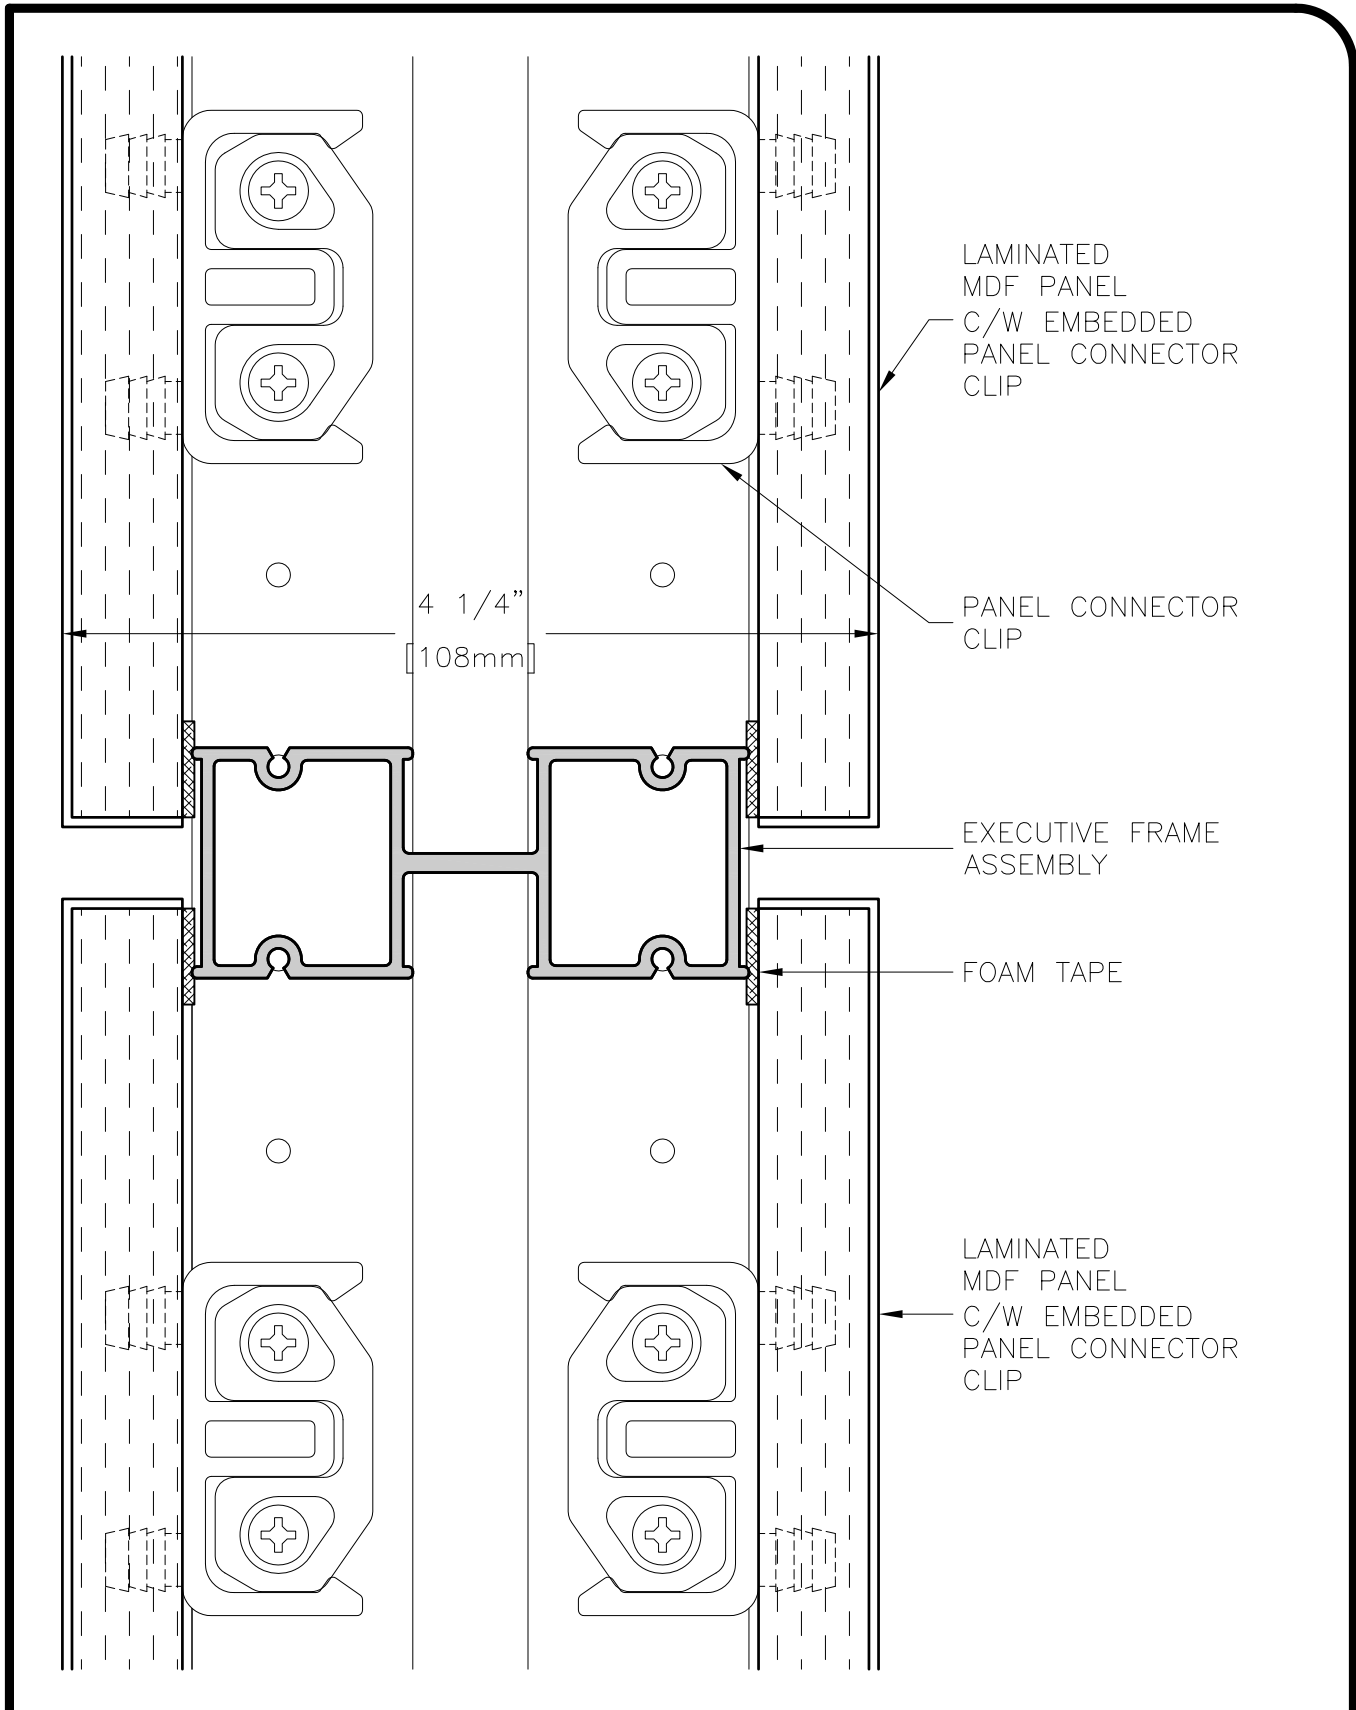 LAMINATED
MDF PANEL
C/W EMBEDDED
PANEL CONNECTOR
CLIP
4 1/4”
[108mm]
PANEL CONNECTOR
CLIP
EXECUTIVE FRAME
ASSEMBLY
FOAM TAPE
LAMINATED
MDF PANEL
C/W EMBEDDED
PANEL CONNECTOR
CLIP